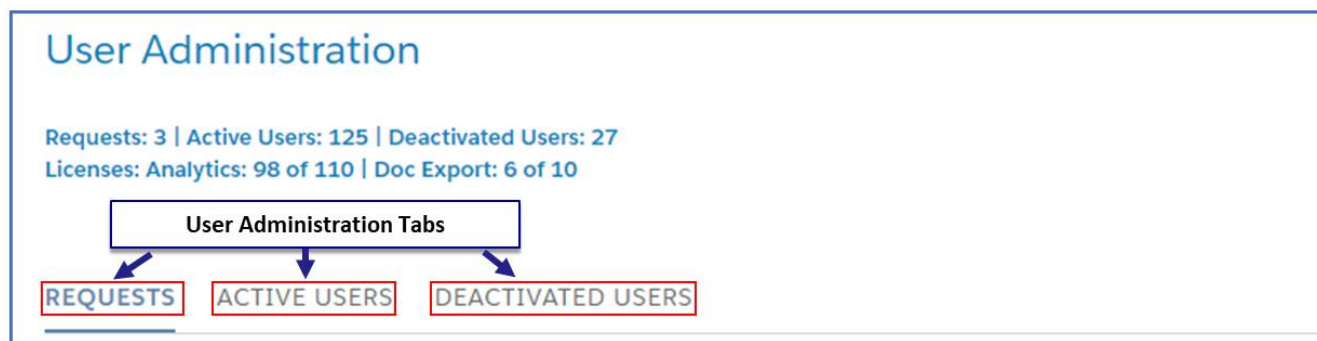 User Administration
Requests: 3 | Active Users: 125 | Deactivated Users: 27
Licenses: Analytics: 98 of 110 | Doc Export: 6 of 10
User Administration Tabs
REQUESTS ACTIVE USERS DEACTIVATED USERS